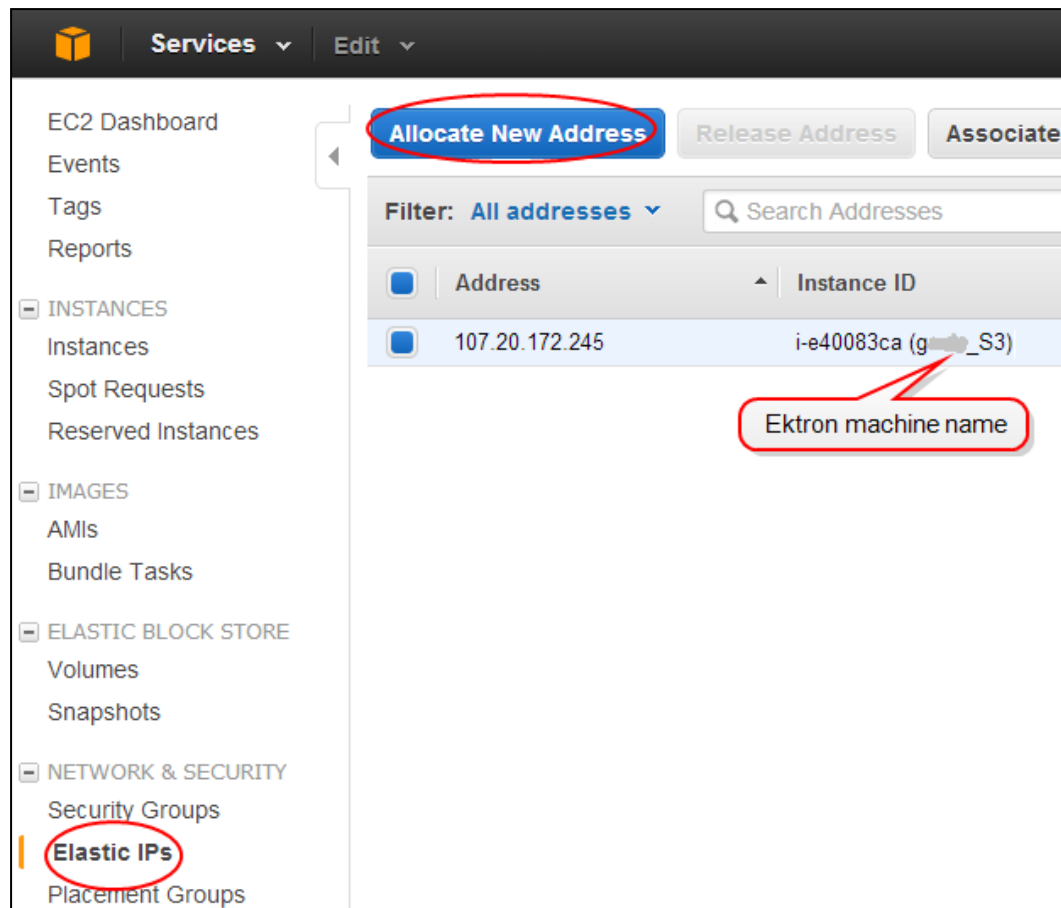 Services Edit
EC2 Dashboard
Events
Tags
Reports
INSTANCES
Instances
Spot Requests
Reserved Instances
IMAGES
AMIs
Bundle Tasks
ELASTIC BLOCK STORE
Volumes
Snapshots
NETWORK & SECURITY
Security Groups
Elastic IPs
Placement Groups
Allocate New Address Release Address Associate
Filter: All addresses Search Addresses
Address Instance ID
107.20.172.245 i-e40083ca (g _S3)
Ektron machine name